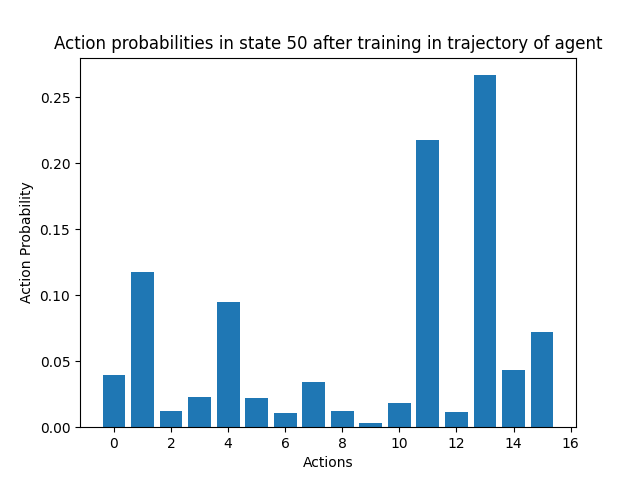 Action probabilities in state 50 after training in trajectory of agent
0.25
0.20
0.15
0.10
0.05
0.00
Action Probability
0 2 4 6 8 10 12 14 16
Actions